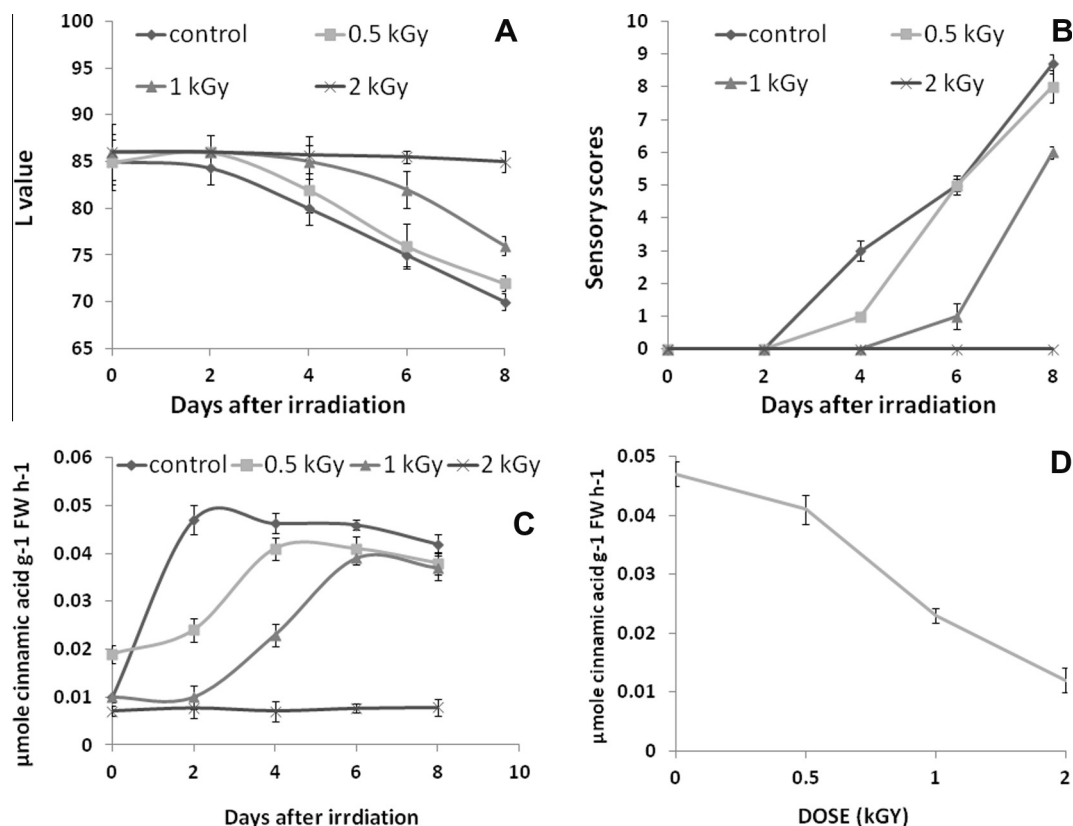 A
control
0.5 kGy
1 kGy
2 kGy
100
95
90
85
80
75
70
65
L value
0 2 4 6 8
Days after irradiation
B
control
0.5 kGy
1 kGy
2 kGy
9
8
7
6
5
4
3
2
1
0
Sensory scores
0 2 4 6 8
Days after irradiation
control 0.5 kGy 1 kGy 2 kGy
C
0.06
0.05
0.04
0.03
0.02
0.01
0
µmole cinnamic acid g-1 FW h-1
0 2 4 6 8 10
Days after irrdiation
D
0.05
0.04
0.03
0.02
0.01
0
µmole cinnamic acid g-1 FW h-1
0 0.5 1 2
DOSE (kGY)